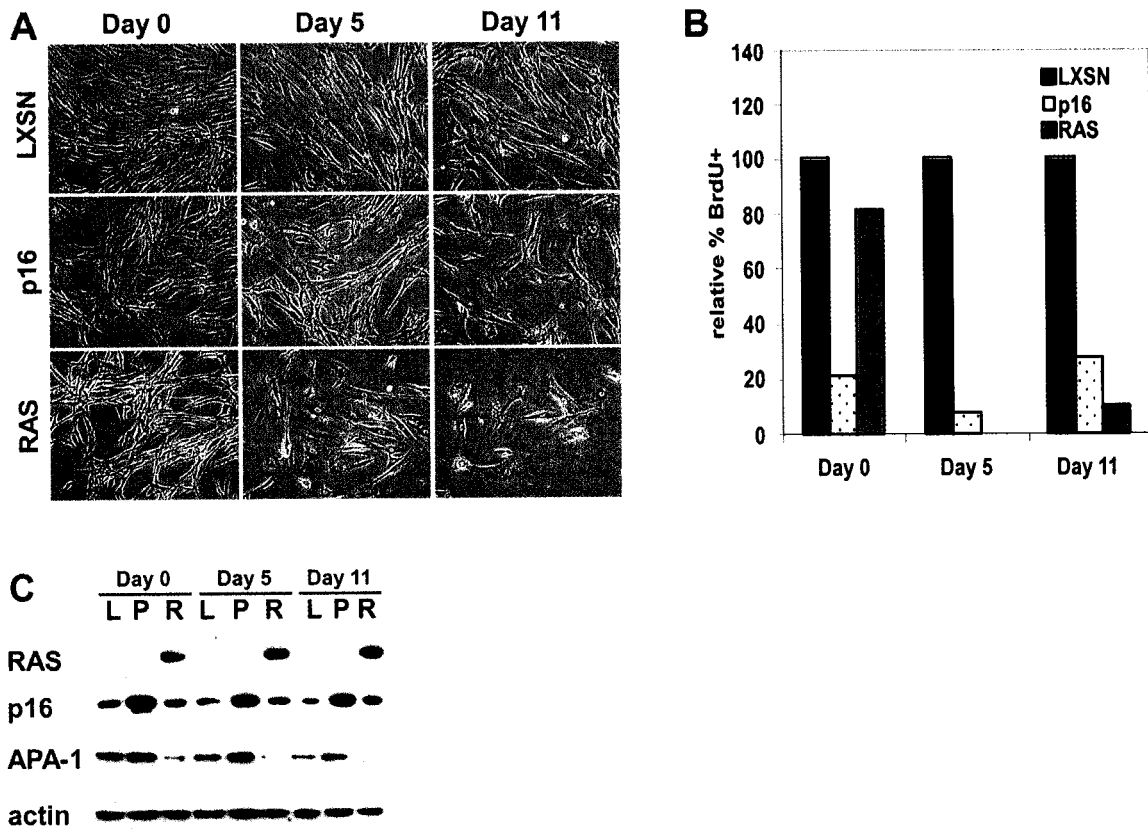 A
Day 0 Day 5 Day 11
LXSN
p16
RAS
B
140
120
100
80
60
40
20
0
relative % BrdU+
LXSN
p16
RAS
Day 0 Day 5 Day 11
C
Day 0 Day 5 Day 11
L P R L P R L P R
RAS
p16
APA-1
actin